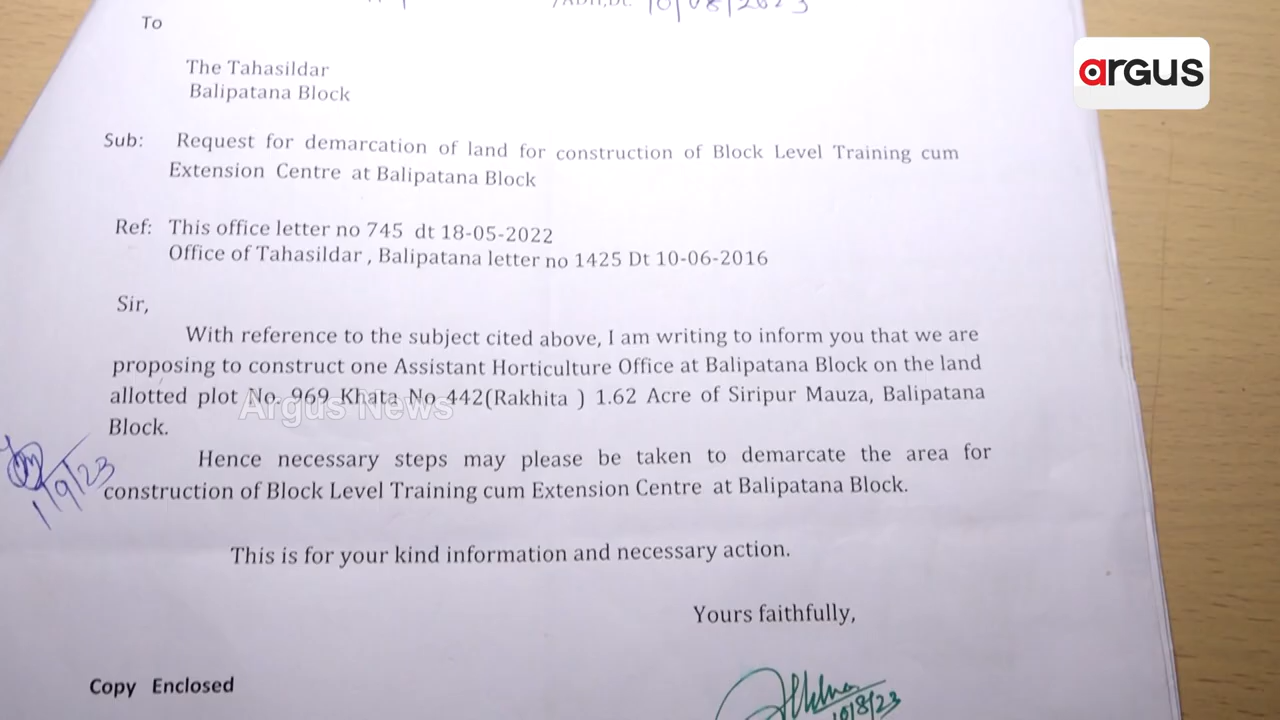 10/08/2023
To
argus
The Tahasildar
Balipatana Block
Sub: Request for demarcation of land for construction of Block Level Training cum
Extension Centre at Balipatana Block
Ref: This office letter no 745 dt 18-05-2022
Office of Tahasildar , Balipatana letter no 1425 Dt 10-06-2016
Sir,
With reference to the subject cited above, I am writing to inform you that we are
proposing to construct one Assistant Horticulture Office at Balipatana Block on the land
allotted plot No. 969 Khata No 442(Rakhita ) 1.62 Acre of Siripur Mauza, Balipatana
Argus News
Block.
Hence necessary steps may please be taken to demarcate the area for
1/9/23
construction of Block Level Training cum Extension Centre at Balipatana Block.
This is for your kind information and necessary action.
Yours faithfully,
Copy Enclosed
10/8/23